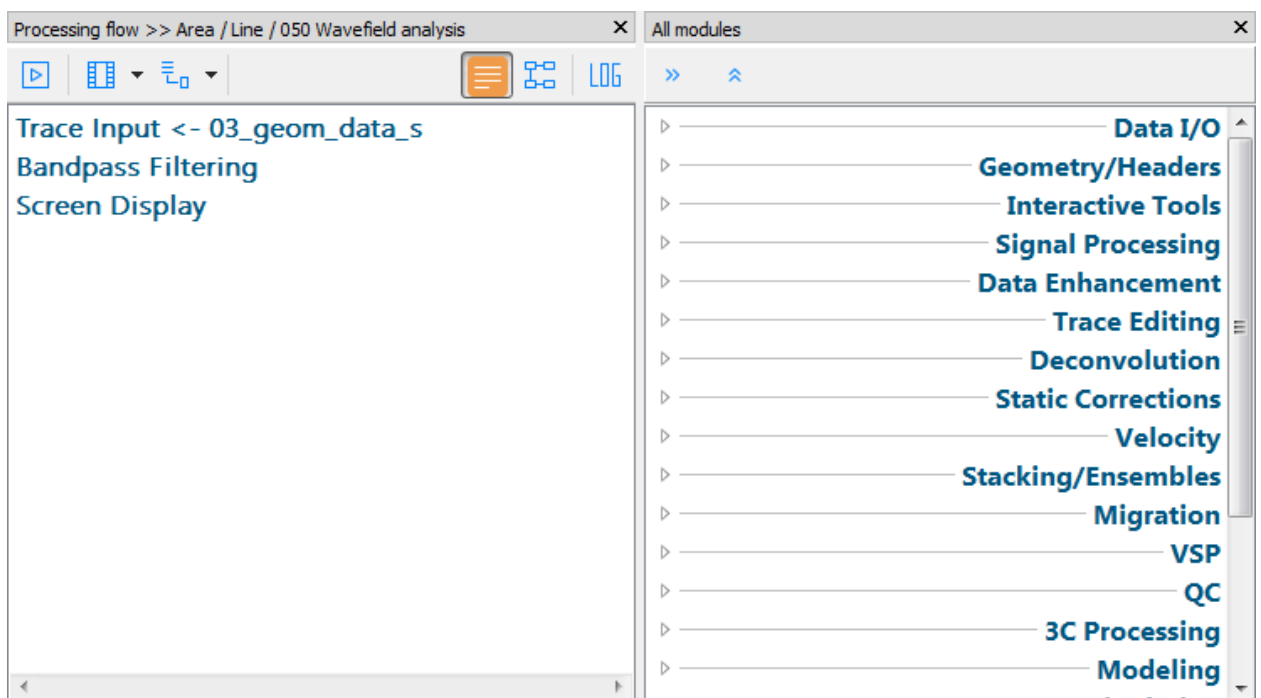 Processing flow >> Area / Line / 050 Wavefield analysis
LOG
Trace Input <- 03_geom_data_s
Bandpass Filtering
Screen Display
All modules
Data I/O
Geometry/Headers
Interactive Tools
Signal Processing
Data Enhancement
Trace Editing
Deconvolution
Static Corrections
Velocity
Stacking/Ensembles
Migration
VSP
QC
3C Processing
Modeling